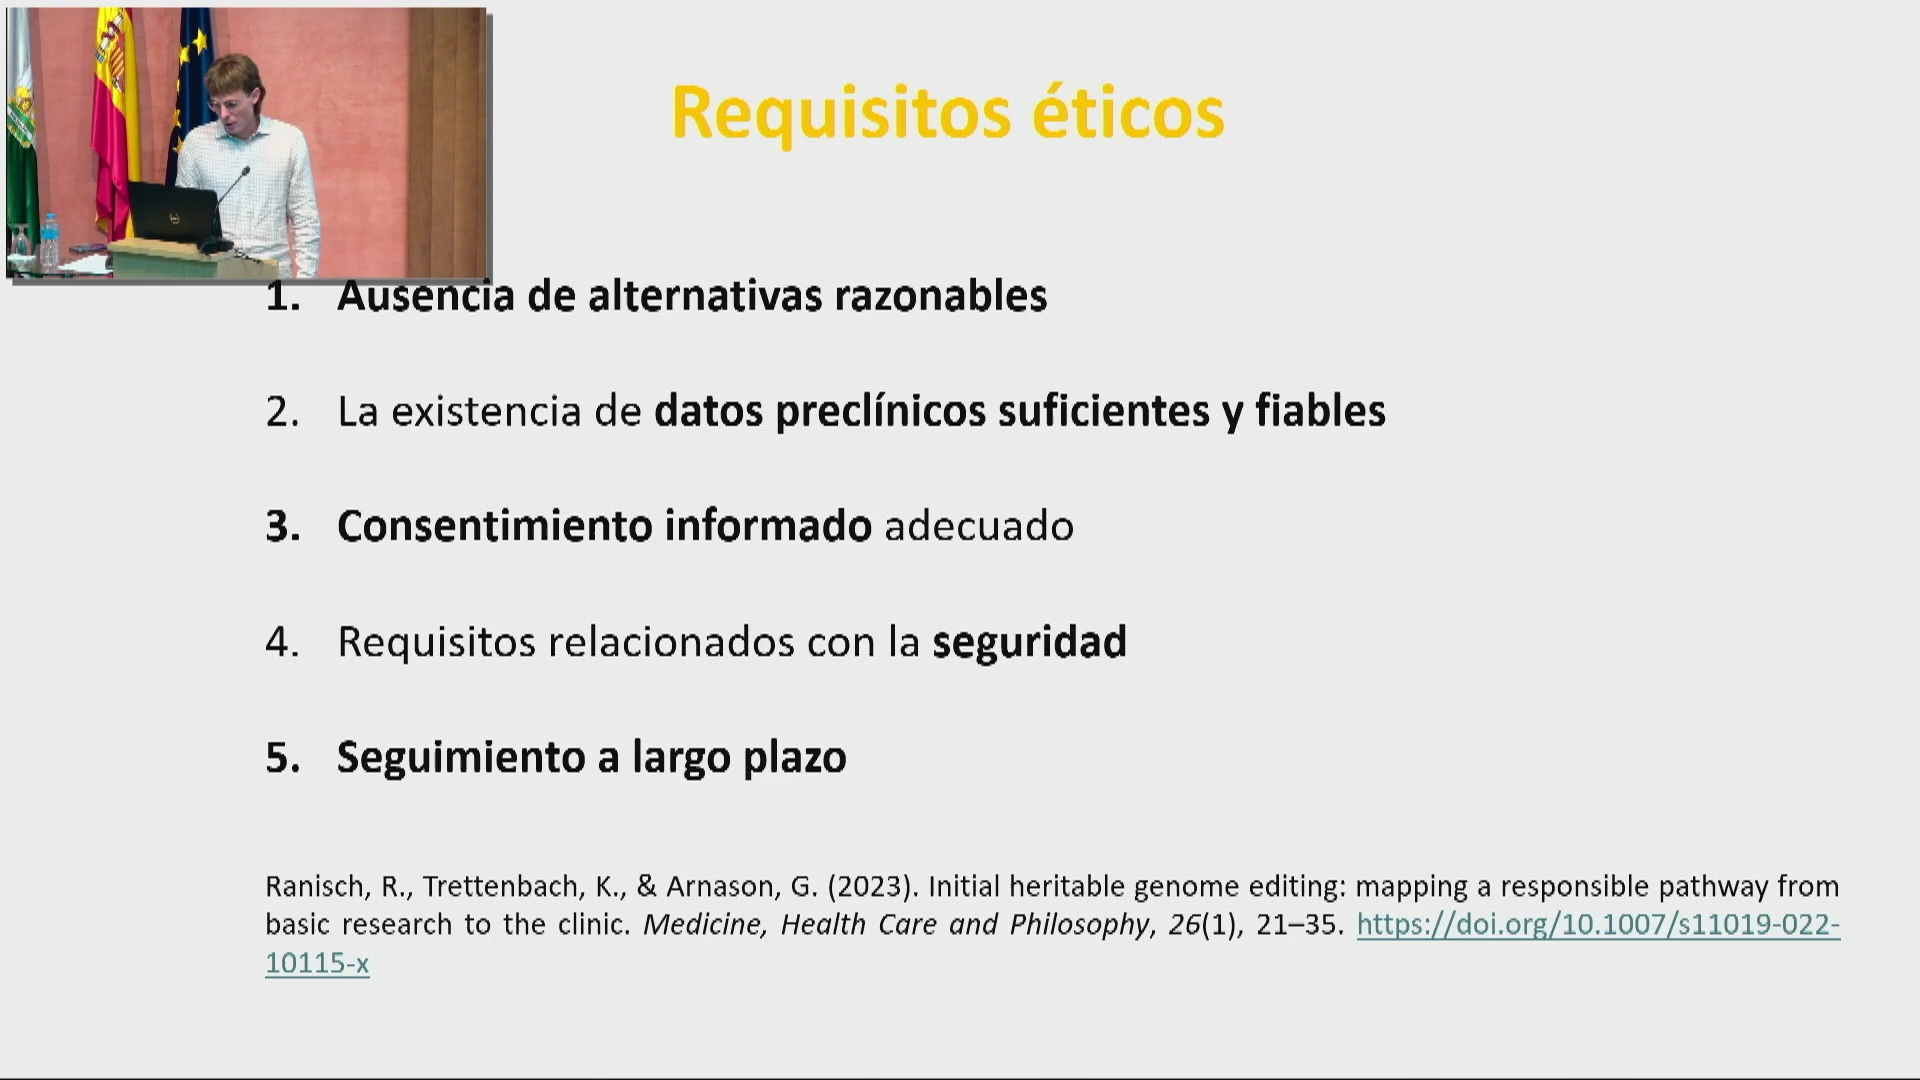 Requisitos éticos
1. Ausencia de alternativas razonables
2. La existencia de datos preclínicos suficientes y fiables
3. Consentimiento informado adecuado
4. Requisitos relacionados con la seguridad
5. Seguimiento a largo plazo
Ranisch, R., Trettenbach, K., & Arnason, G. (2023). Initial heritable genome editing: mapping a responsible pathway from
basic research to the clinic. Medicine, Health Care and Philosophy, 26(1), 21–35. https://doi.org/10.1007/s11019-022-
10115-x